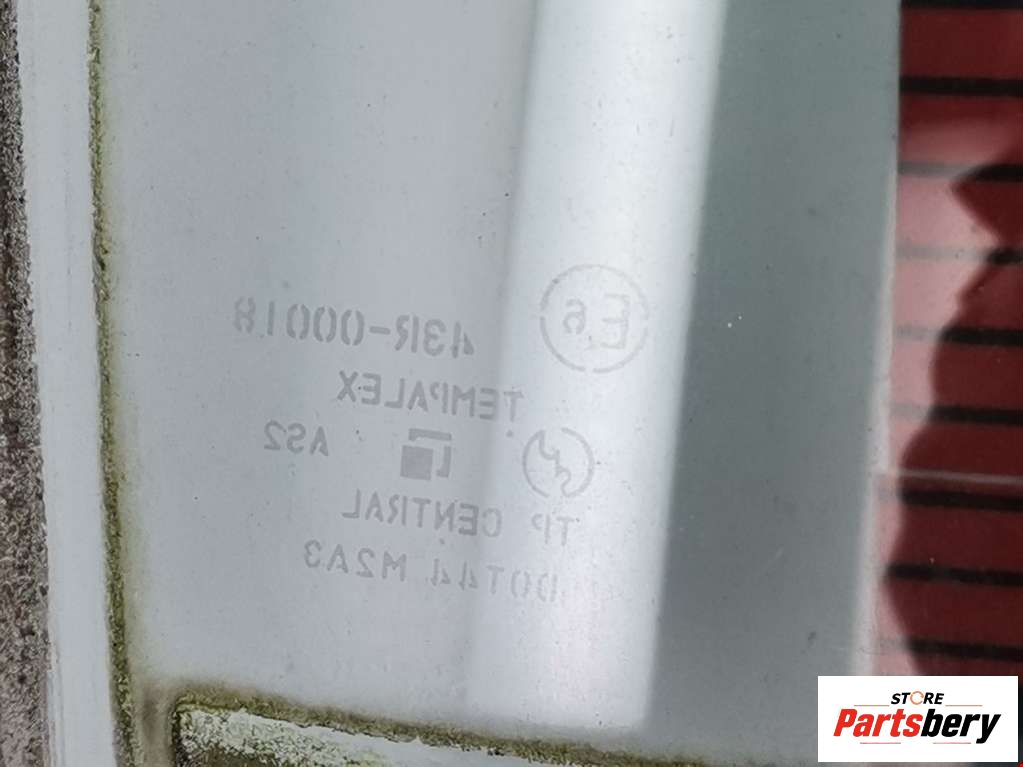 E6
43R-00018
TEMPALEX
AS2
TP CENTRAL
DOT44 M2A3
STORE
Partsbery